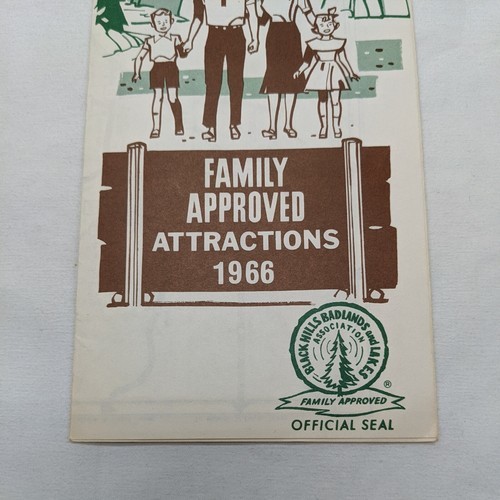 FAMILY
APPROVED
ATTRACTIONS
1966
BLACK HILLS BADLANDS and LAKES
ASSOCIATION
®
FAMILY APPROVED
OFFICIAL SEAL